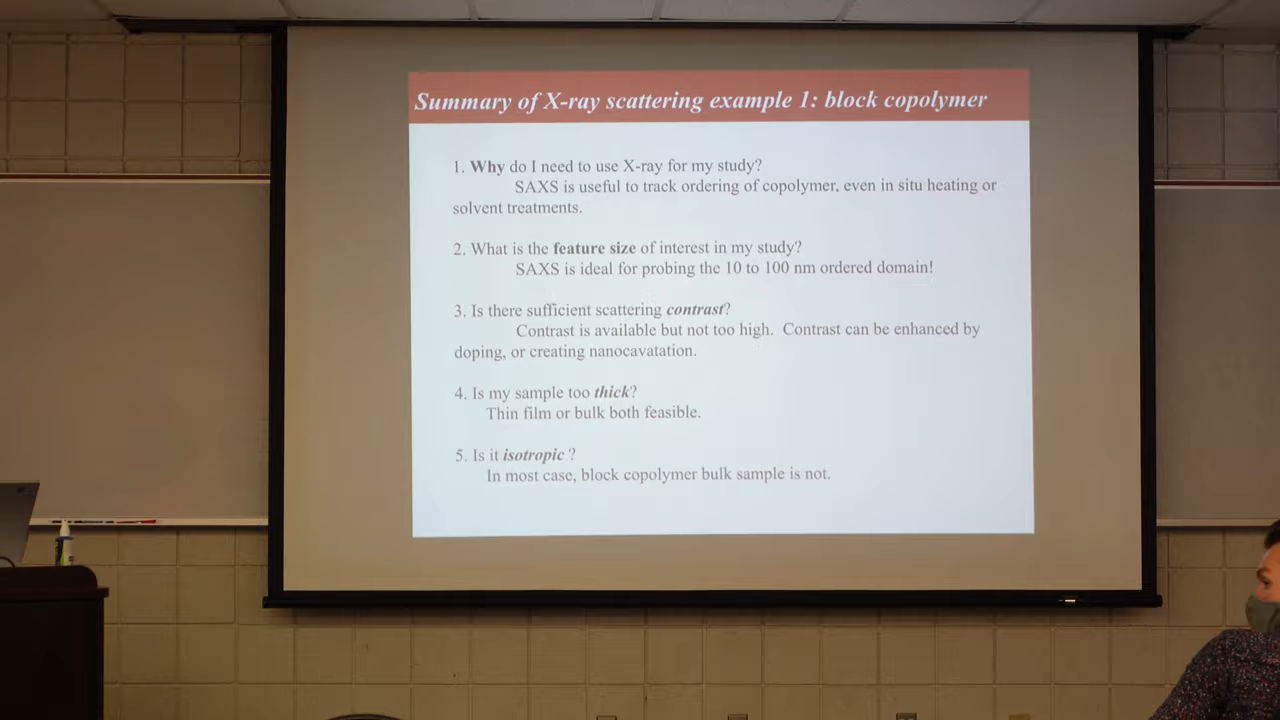 Summary of X-ray scattering example 1: block copolymer
1. Why do I need to use X-ray for my study?
SAXS is useful to track ordering of copolymer, even in situ heating or
solvent treatments.
2. What is the feature size of interest in my study?
SAXS is ideal for probing the 10 to 100 nm ordered domain!
3. Is there sufficient scattering contrast?
Contrast is available but not too high. Contrast can be enhanced by
doping, or creating nanocavatation.
4. Is my sample too thick?
Thin film or bulk both feasible.
5. Is it isotropic ?
In most case, block copolymer bulk sample is not.